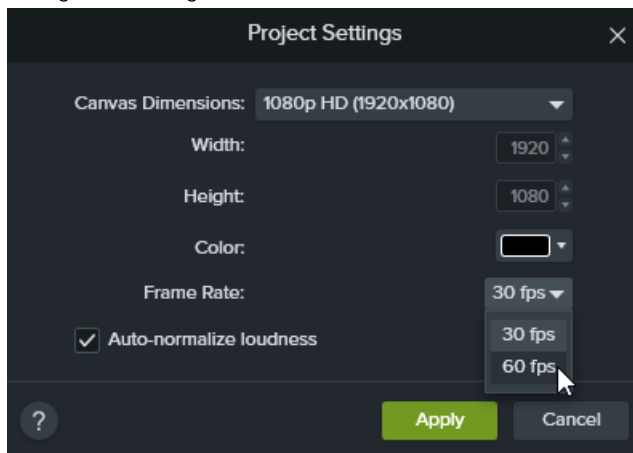 Project Settings
Canvas Dimensions: 1080p HD (1920x1080)
Width: 1920
Height: 1080
Color:
Frame Rate: 30 fps
30 fps
60 fps
Auto-normalize loudness
? Apply Cancel